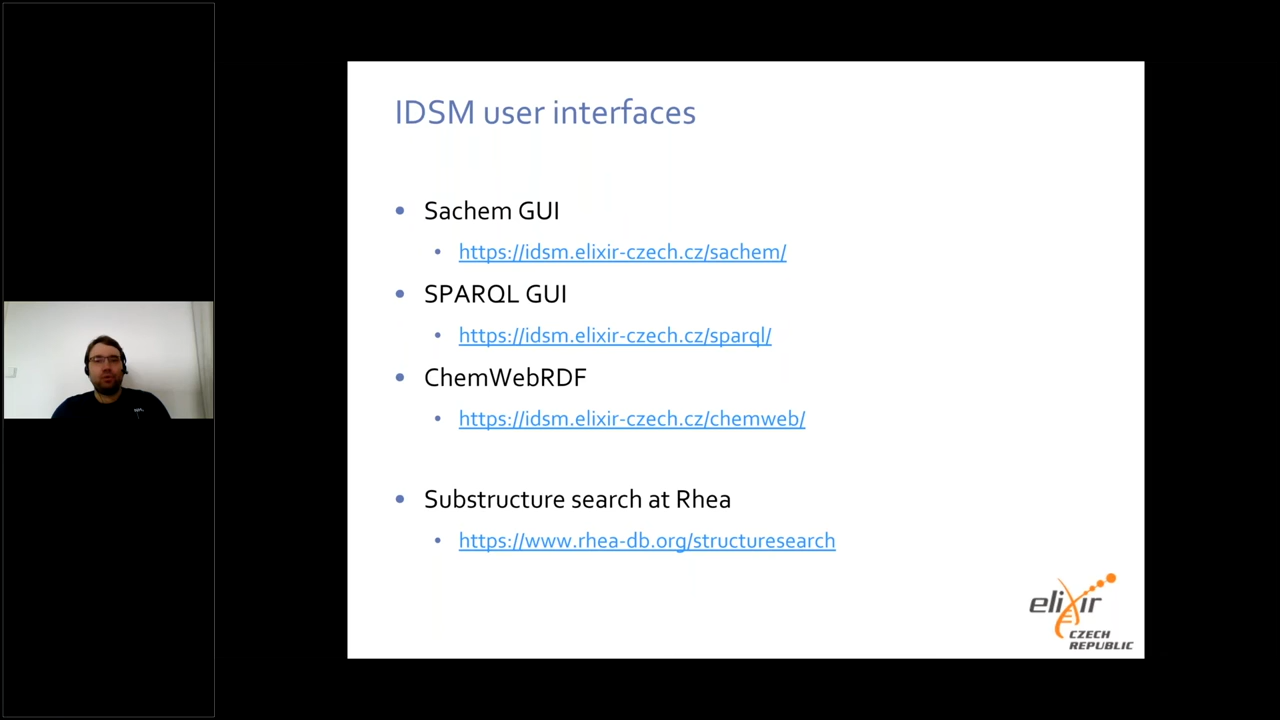 IDSM user interfaces
• Sachem GUI
• https://idsm.elixir-czech.cz/sachem/
• SPARQL GUI
• https://idsm.elixir-czech.cz/sparql/
• ChemWebRDF
• https://idsm.elixir-czech.cz/chemweb/
• Substructure search at Rhea
• https://www.rhea-db.org/structuresearch
elixir
CZECH
REPUBLIC